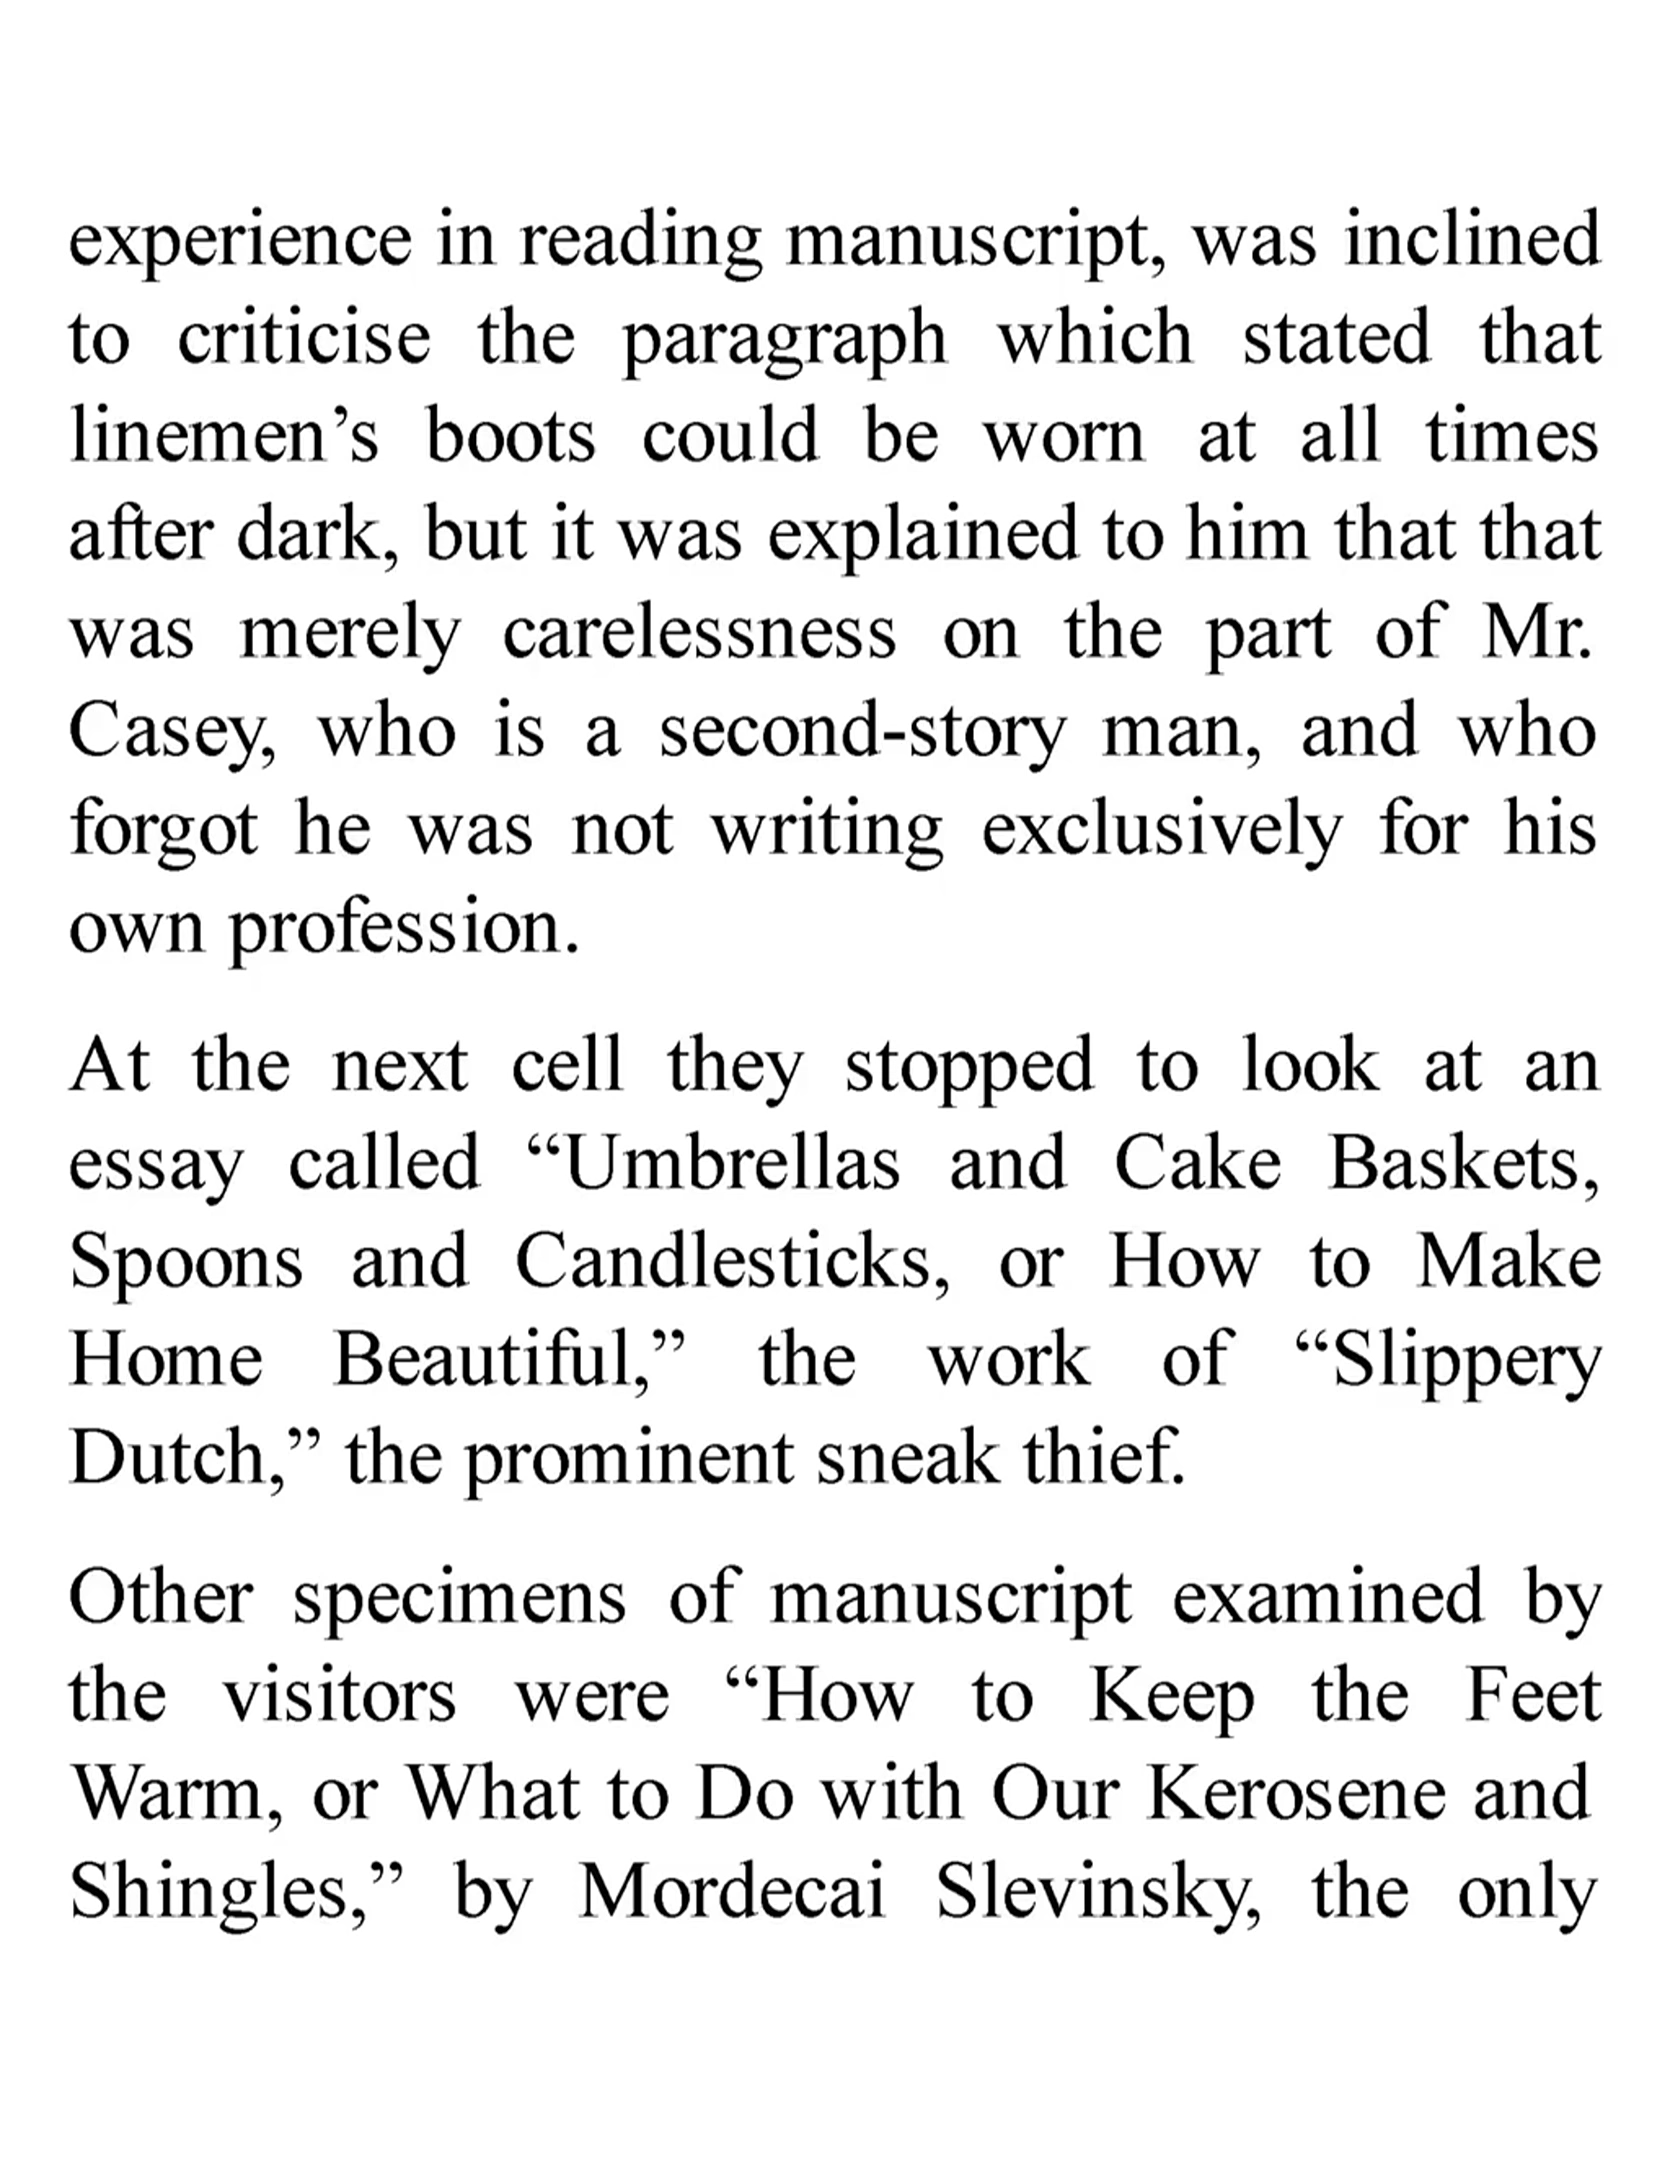 experience in reading manuscript, was inclined
to criticise the paragraph which stated that
linemen’s boots could be worn at all times
after dark, but it was explained to him that that
was merely carelessness on the part of Mr.
Casey, who is a second-story man, and who
forgot he was not writing exclusively for his
own profession.
At the next cell they stopped to look at an
essay called “Umbrellas and Cake Baskets,
Spoons and Candlesticks, or How to Make
Home Beautiful,” the work of “Slippery
Dutch,” the prominent sneak thief.
Other specimens of manuscript examined by
the visitors were “How to Keep the Feet
Warm, or What to Do with Our Kerosene and
Shingles,” by Mordecai Slevinsky, the only